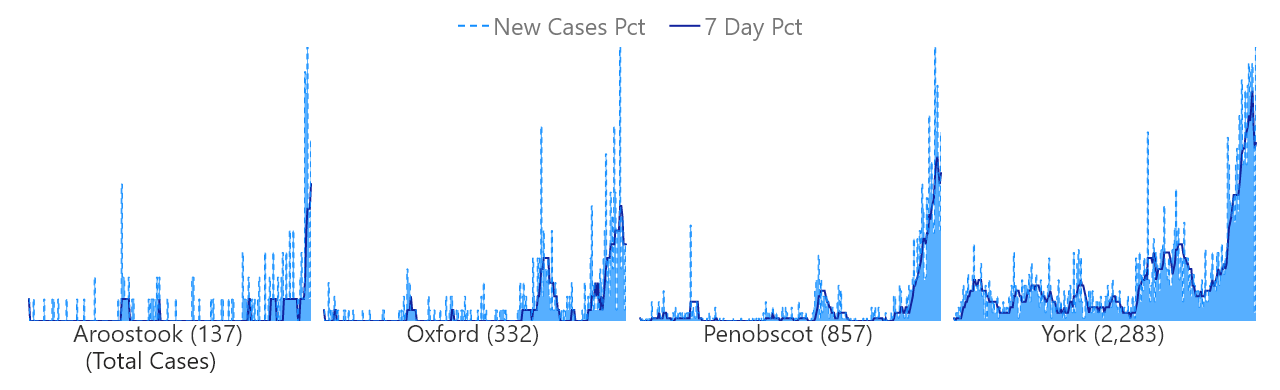 New Cases Pct 7 Day Pct
Aroostook (137) Oxford (332) Penobscot (857) York (2,283)
(Total Cases)